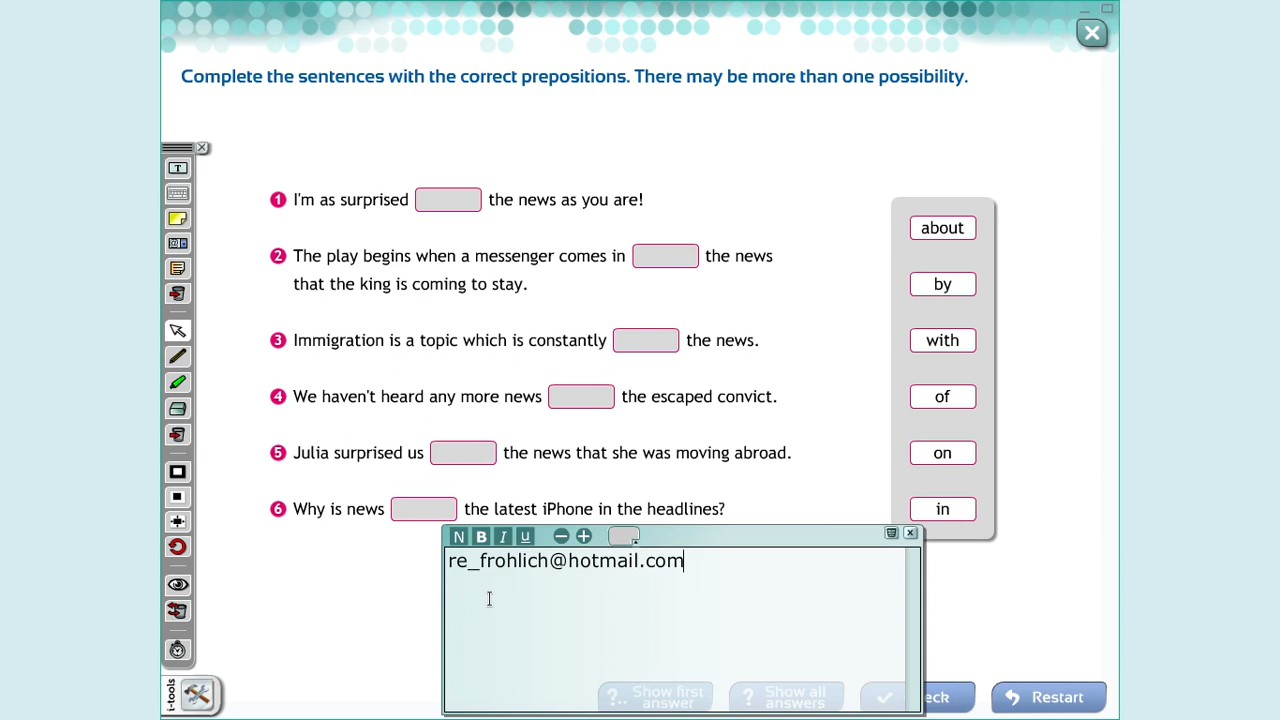 Complete the sentences with the correct prepositions. There may be more than one possibility.
1 I'm as surprised the news as you are!
2 The play begins when a messenger comes in the news
that the king is coming to stay.
3 Immigration is a topic which is constantly the news.
4 We haven't heard any more news the escaped convict.
5 Julia surprised us the news that she was moving abroad.
6 Why is news the latest iPhone in the headlines?
about
by
with
of
on
in
T
N B I U
re_frohlich@hotmail.com
t-tools
?.. Show first
answer
? Show all
answers
eck
Restart